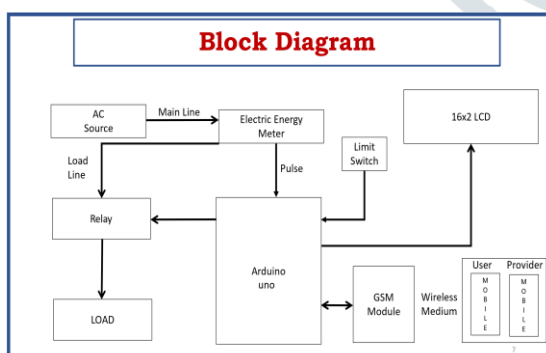 Block Diagram
AC
Source
Main Line
Electric Energy
Meter
16x2 LCD
Limit
Switch
Load
Line
Pulse
Relay
Arduino
uno
LOAD
GSM
Module
Wireless
Medium
User
Provider
M
O
B
I
L
E
M
O
B
I
L
E
7